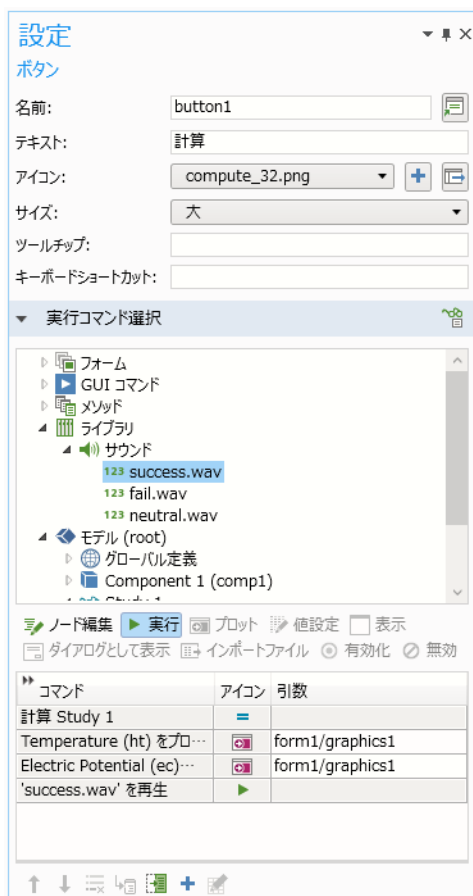 設定
ボタン
名前: button1
テキスト: 計算
アイコン: compute_32.png
サイズ: 大
ツールチップ:
キーボードショートカット:
実行コマンド選択
フォーム
GUI コマンド
メソッド
ライブラリ
サウンド
123 success.wav
123 fail.wav
123 neutral.wav
モデル (root)
グローバル定義
Component 1 (comp1)
ノード編集 実行 プロット 値設定 表示
ダイアログとして表示 インポートファイル 有効化 無効
コマンド アイコン 引数
計算 Study 1
Temperature (ht) をプロ… form1/graphics1
Electric Potential (ec)… form1/graphics1
'success.wav' を再生